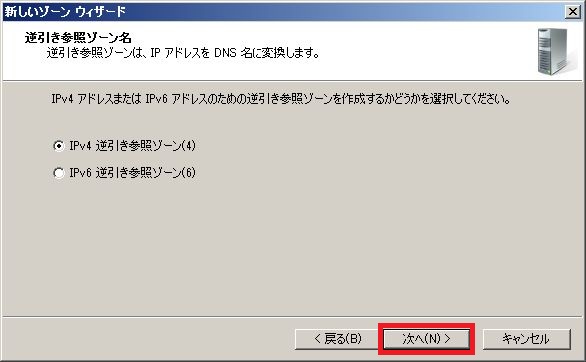 新しいゾーン ウィザード
逆引き参照ゾーン名
逆引き参照ゾーンは、IP アドレスを DNS 名に変換します。
IPv4 アドレスまたは IPv6 アドレスのための逆引き参照ゾーンを作成するかどうかを選択してください。
IPv4 逆引き参照ゾーン(4)
IPv6 逆引き参照ゾーン(6)
< 戻る(B)
次へ(N) >
キャンセル